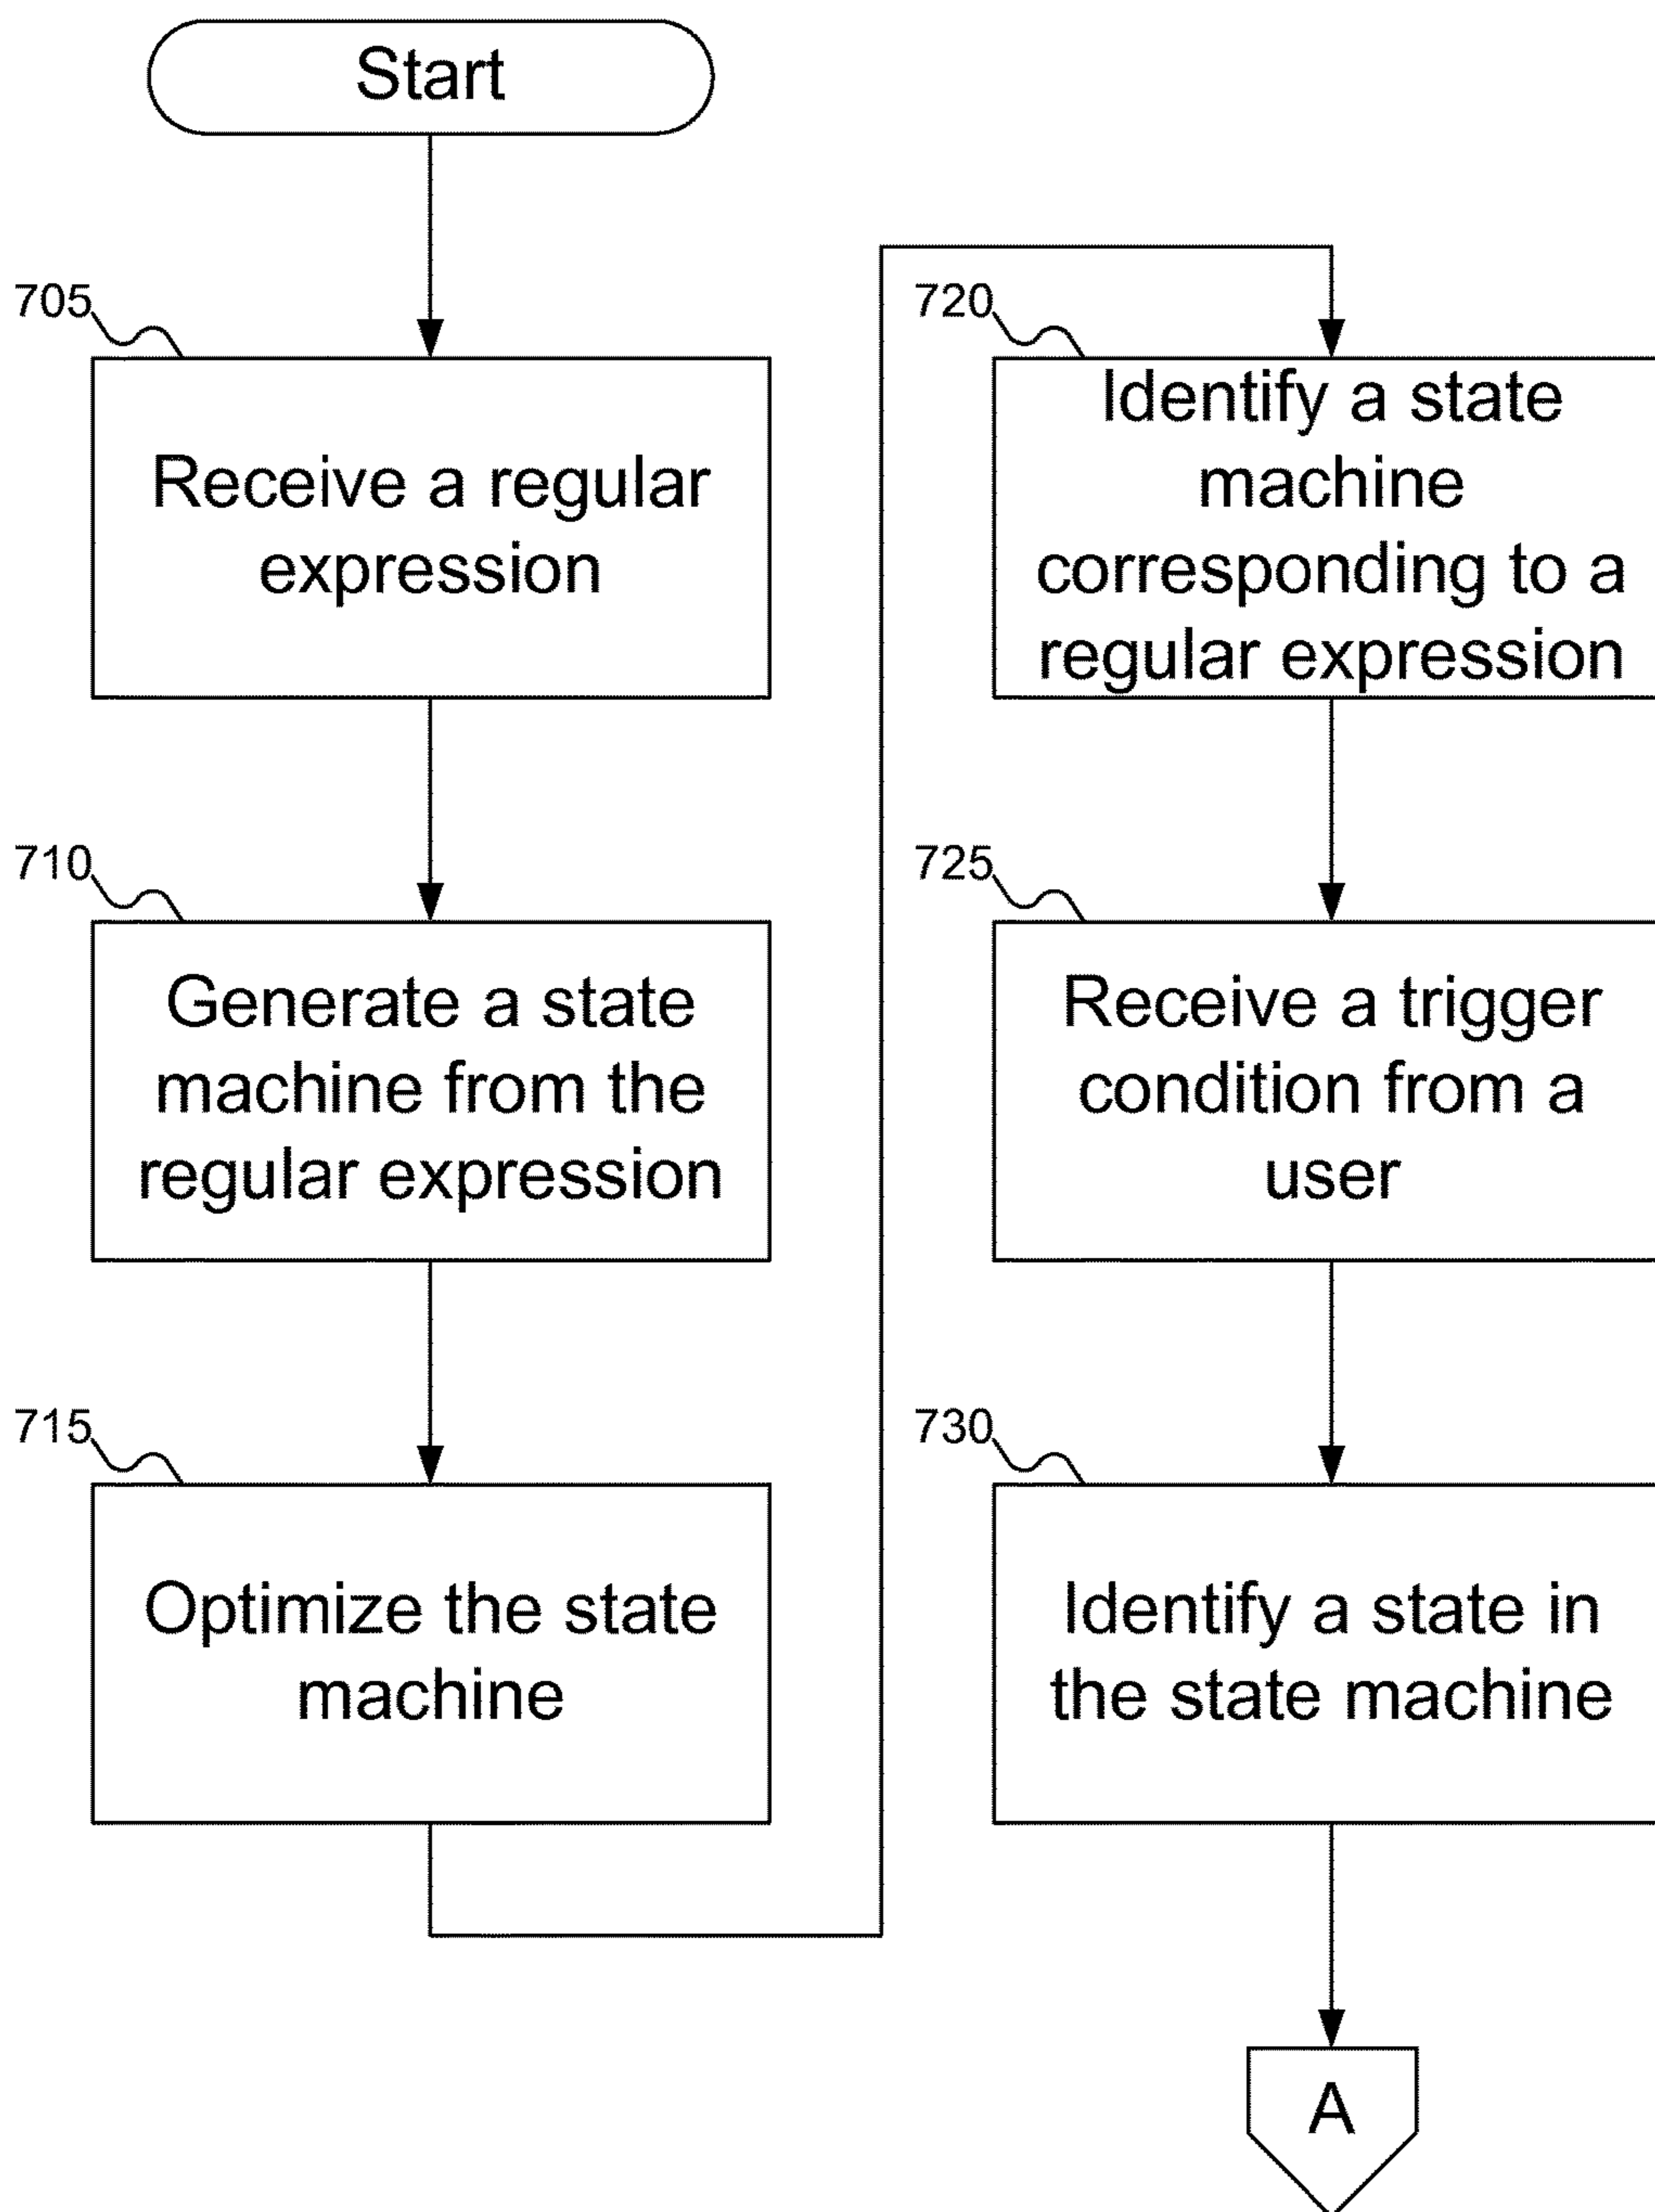 Start
705
Receive a regular
expression
710
Generate a state
machine from the
regular expression
715
Optimize the state
machine
720
Identify a state
machine
corresponding to a
regular expression
725
Receive a trigger
condition from a
user
730
Identify a state in
the state machine
A